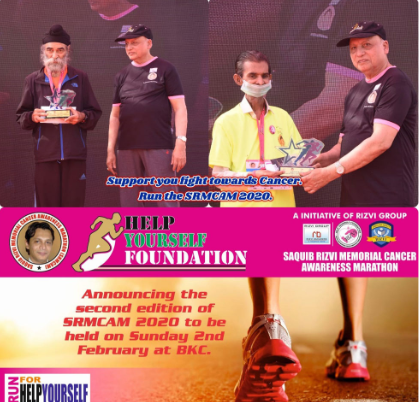 Support you fight towards Cancer.
Run the SRMCAM 2020.
HELP
YOURSELF
FOUNDATION
A INITIATIVE OF RIZVI GROUP
SAQUIB RIZVI MEMORIAL CANCER
AWARENESS MARATHON
Announcing the
second edition of
SRMCAM 2020 to be
held on Sunday 2nd
February at BKC.
RUN
FOR
HELPYOURSELF